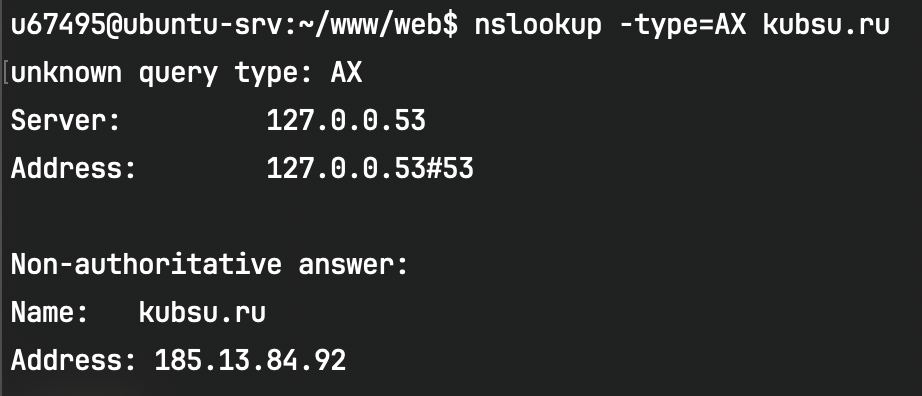 u67495@ubuntu-srv:~/www/web$ nslookup -type=AX kubsu.ru
unknown query type: AX
Server:         127.0.0.53
Address:        127.0.0.53#53

Non-authoritative answer:
Name:   kubsu.ru
Address: 185.13.84.92